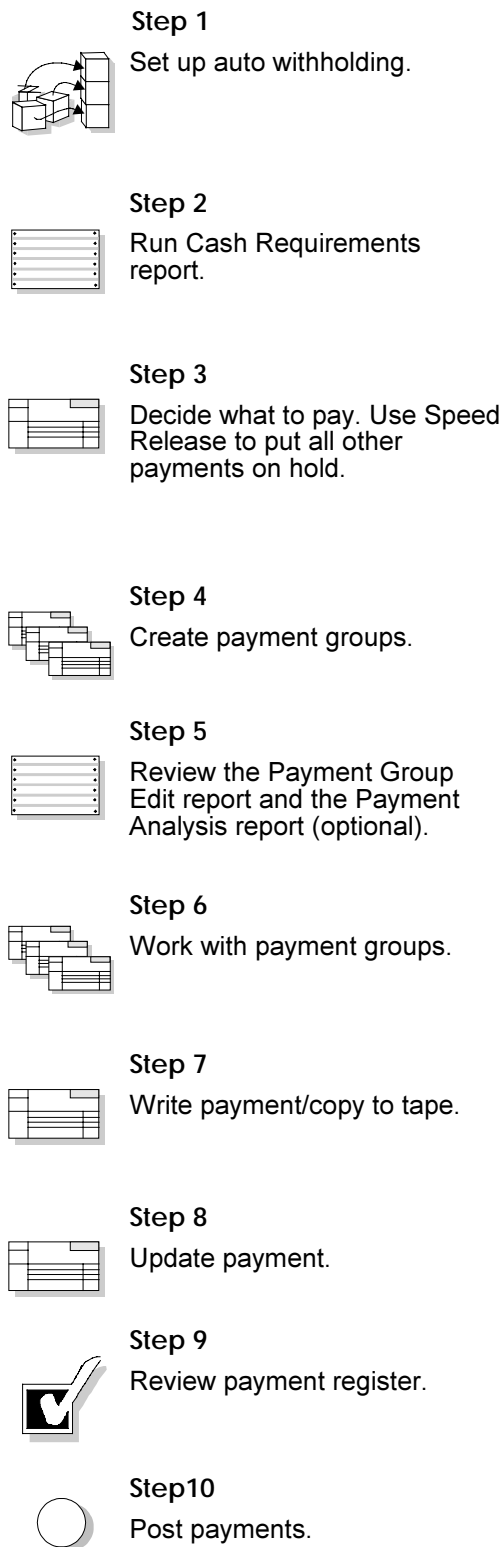 Step 1
Set up auto withholding.
Step 2
Run Cash Requirements
report.
Step 3
Decide what to pay. Use Speed
Release to put all other
payments on hold.
Step 4
Create payment groups.
Step 5
Review the Payment Group
Edit report and the Payment
Analysis report (optional).
Step 6
Work with payment groups.
Step 7
Write payment/copy to tape.
Step 8
Update payment.
Step 9
Review payment register.
Step10
Post payments.